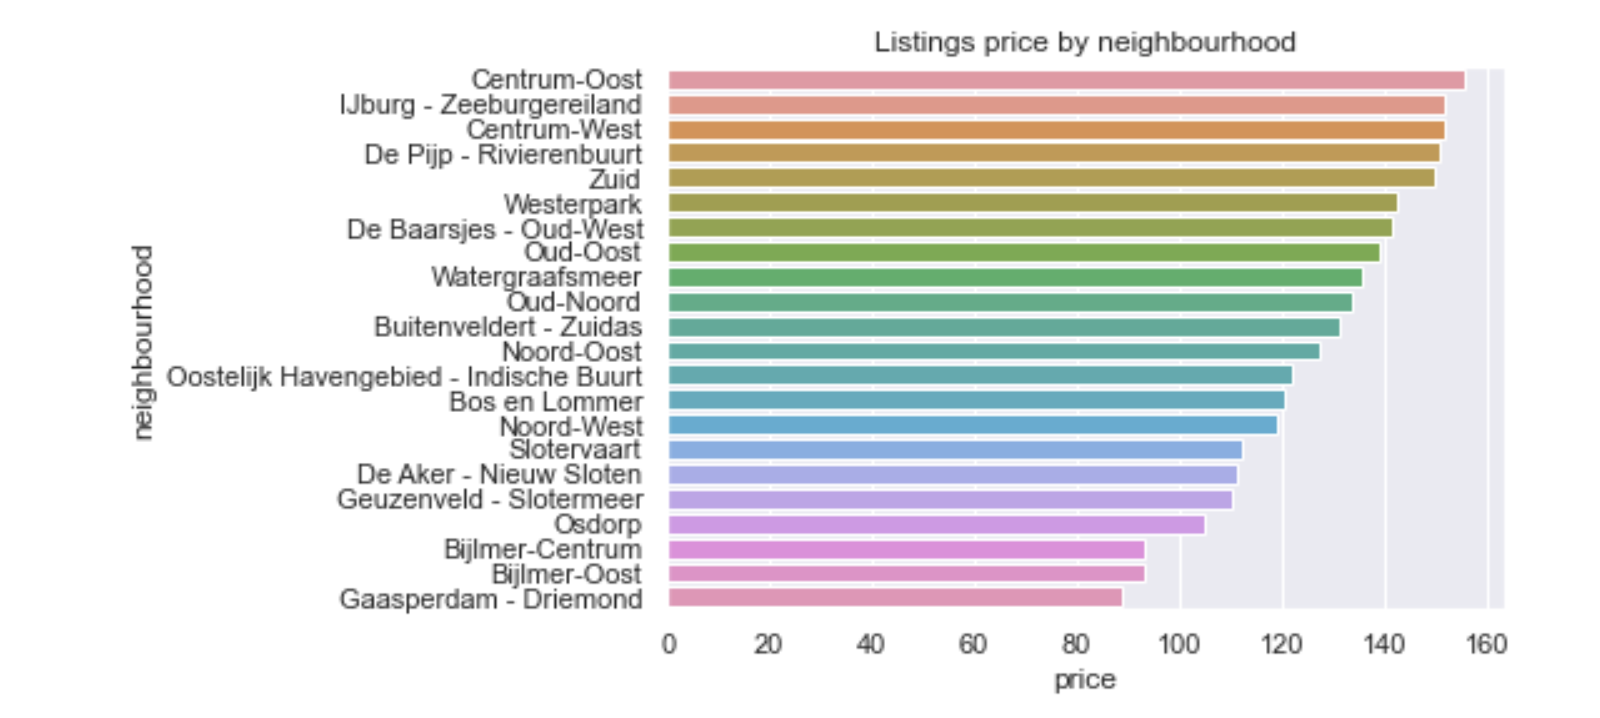 Listings price by neighbourhood
neighbourhood
Centrum-Oost
IJburg - Zeeburgereiland
Centrum-West
De Pijp - Rivierenbuurt
Zuid
Westerpark
De Baarsjes - Oud-West
Oud-Oost
Watergraafsmeer
Oud-Noord
Buitenveldert - Zuidas
Noord-Oost
Oostelijk Havengebied - Indische Buurt
Bos en Lommer
Noord-West
Slotervaart
De Aker - Nieuw Sloten
Geuzenveld - Slotermeer
Osdorp
Bijlmer-Centrum
Bijlmer-Oost
Gaasperdam - Driemond
0 20 40 60 80 100 120 140 160
price